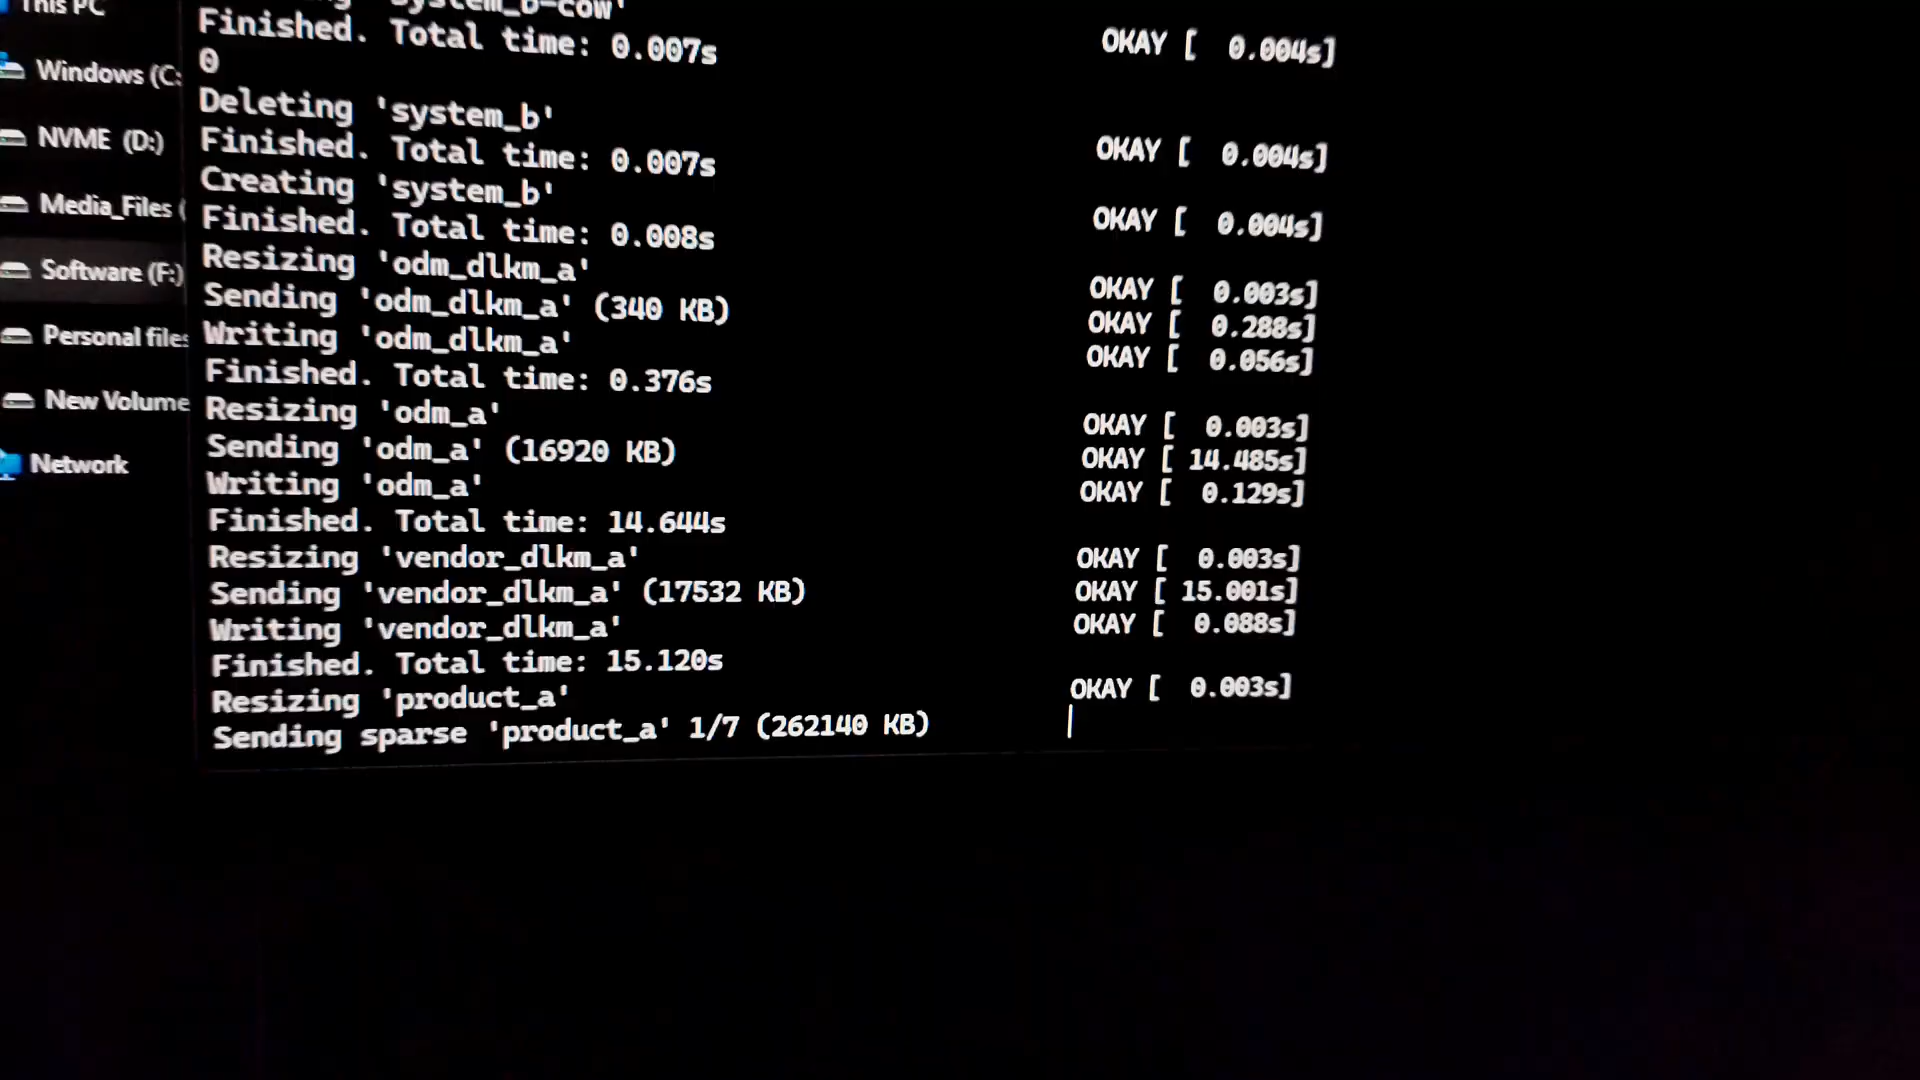 This PC
Windows (C:
NVME (D:)
Media_Files (
Software (F:)
Personal files
New Volume
Network
system_b-cow'
Finished. Total time: 0.007s
OKAY [  0.004s]
0
Deleting 'system_b'
OKAY [  0.004s]
Finished. Total time: 0.007s
Creating 'system_b'
OKAY [  0.004s]
Finished. Total time: 0.008s
Resizing 'odm_dlkm_a'
OKAY [  0.003s]
Sending 'odm_dlkm_a' (340 KB)
OKAY [  0.288s]
Writing 'odm_dlkm_a'
OKAY [  0.056s]
Finished. Total time: 0.376s
Resizing 'odm_a'
OKAY [  0.003s]
Sending 'odm_a' (16920 KB)
OKAY [ 14.485s]
Writing 'odm_a'
OKAY [  0.129s]
Finished. Total time: 14.644s
Resizing 'vendor_dlkm_a'
OKAY [  0.003s]
Sending 'vendor_dlkm_a' (17532 KB)
OKAY [ 15.001s]
Writing 'vendor_dlkm_a'
OKAY [  0.088s]
Finished. Total time: 15.120s
Resizing 'product_a'
OKAY [  0.003s]
Sending sparse 'product_a' 1/7 (262140 KB)